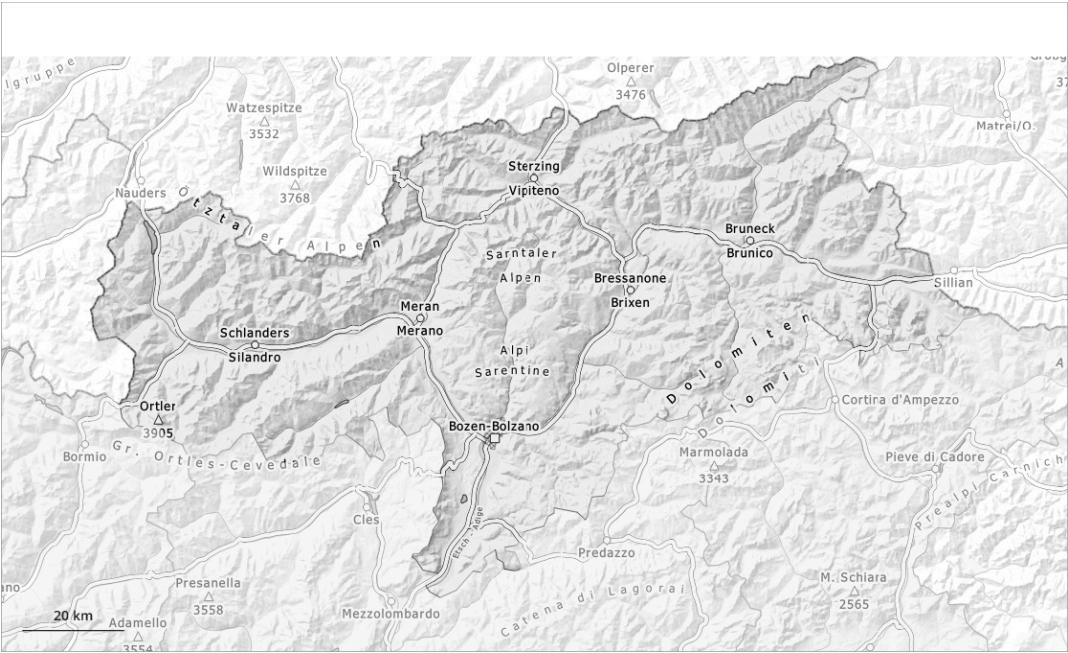 lgruppe
Olperer
3476
Watzespitze
3532
Matrei/O.
Wildspitze
3768
Nauders
Sterzing
Vipiteno
Ötztaler Alpen
Bruneck
Brunico
Sarntaler
Alpen
Bressanone
Brixen
Sillian
Meran
Merano
Schlanders
Silandro
Alpi
Sarentine
Dolomiten
Dolomiti
Ortler
3905
Cortina d'Ampezzo
Bozen-Bolzano
Gr. Ortles-Cevedale
Bormio
Marmolada
3343
Pieve di Cadore
Prealpi Carnich
Cles
Etsch - Adige
Predazzo
Presanella
3558
M. Schiara
2565
ano
Catena di Lagorai
Mezzolombardo
20 km
Adamello
3554